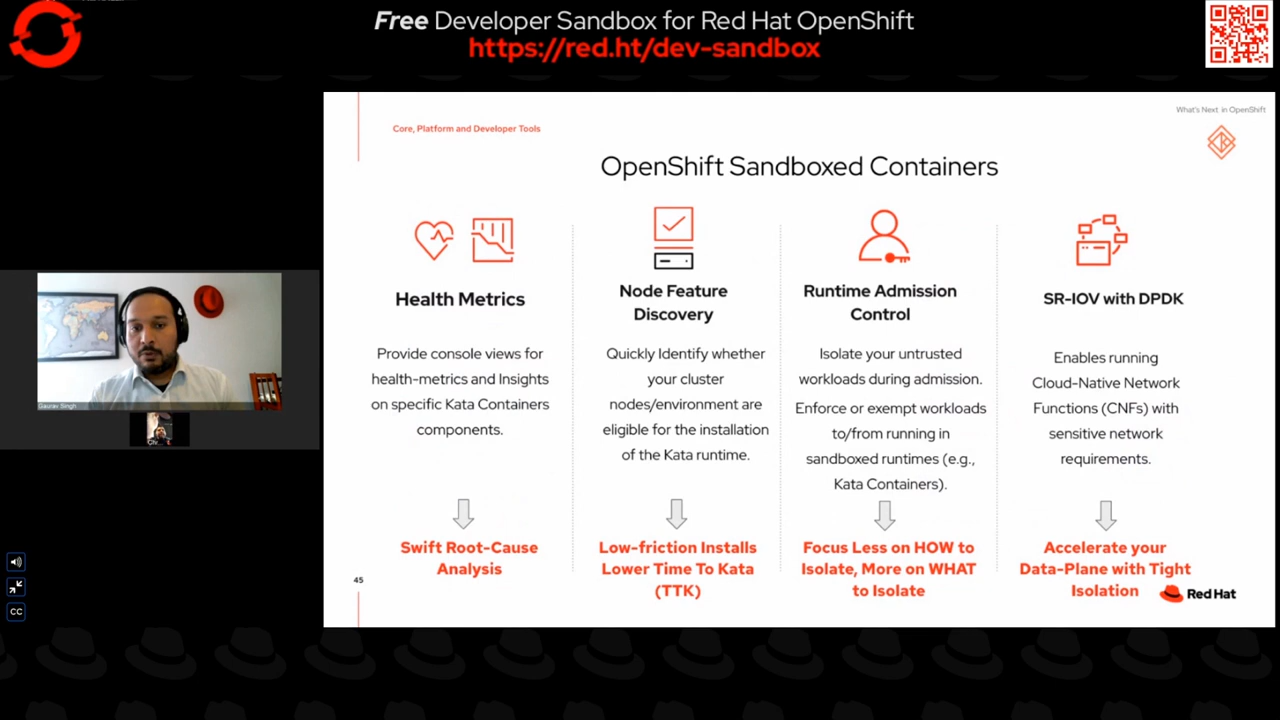 Free Developer Sandbox for Red Hat OpenShift
https://red.ht/dev-sandbox
What's Next in OpenShift
Core, Platform and Developer Tools
OpenShift Sandboxed Containers
Health Metrics
Provide console views for
health-metrics and Insights
on specific Kata Containers
components.
Swift Root-Cause
Analysis
Node Feature
Discovery
Quickly Identify whether
your cluster
nodes/environment are
eligible for the installation
of the Kata runtime.
Low-friction Installs
Lower Time To Kata
(TTK)
Runtime Admission
Control
Isolate your untrusted
workloads during admission.
Enforce or exempt workloads
to/from running in
sandboxed runtimes (e.g.,
Kata Containers).
Focus Less on HOW to
Isolate, More on WHAT
to Isolate
SR-IOV with DPDK
Enables running
Cloud-Native Network
Functions (CNFs) with
sensitive network
requirements.
Accelerate your
Data-Plane with Tight
Isolation
45
Red Hat
Gaurav Singh
CC